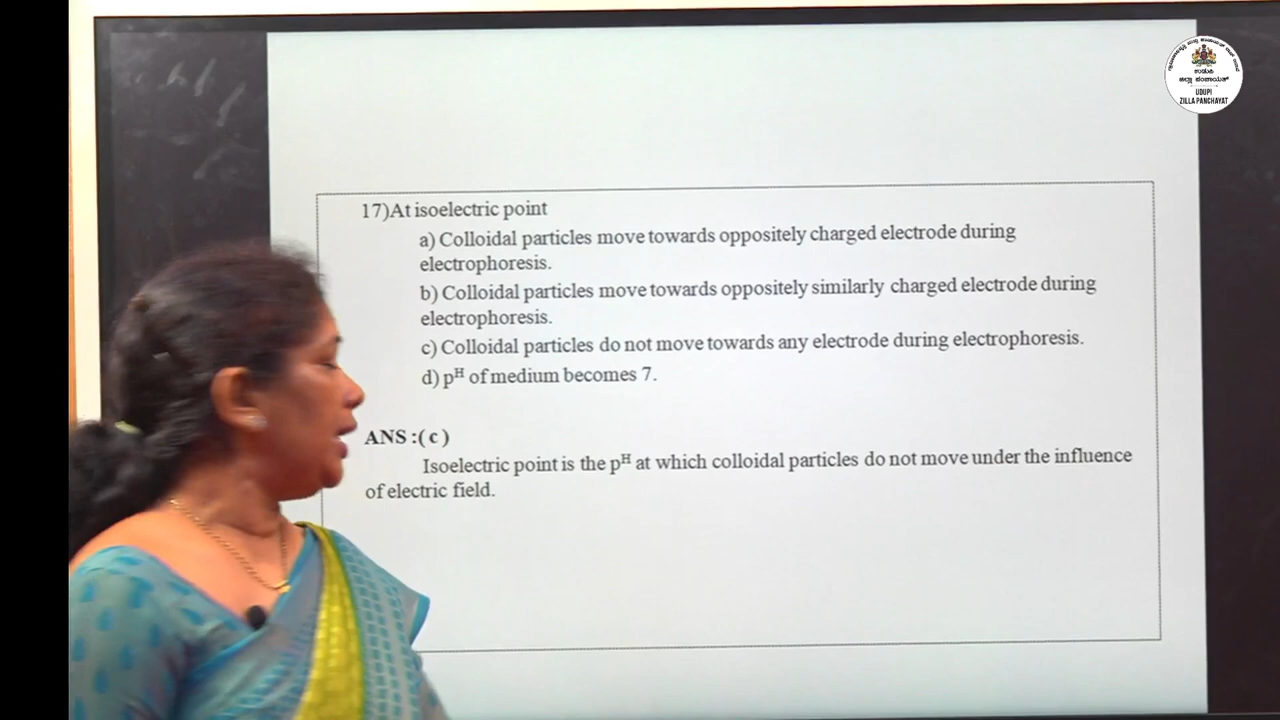 ಉಡುಪಿ
ಜಿಲ್ಲಾ ಪಂಚಾಯತ್
UDUPI
ZILLA PANCHAYAT
17)At isoelectric point
a) Colloidal particles move towards oppositely charged electrode during
electrophoresis.
b) Colloidal particles move towards oppositely similarly charged electrode during
electrophoresis.
c) Colloidal particles do not move towards any electrode during electrophoresis.
d) pᴴ of medium becomes 7.
ANS :( c )
Isoelectric point is the pᴴ at which colloidal particles do not move under the influence
of electric field.